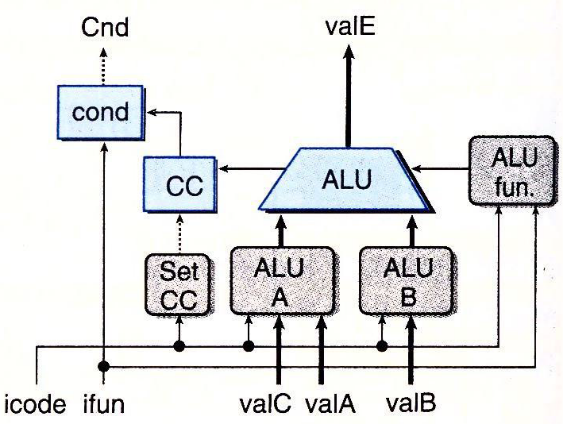 Cnd
valE
cond
CC
ALU
ALU
fun.
Set
CC
ALU
A
ALU
B
icode ifun
valC valA
valB